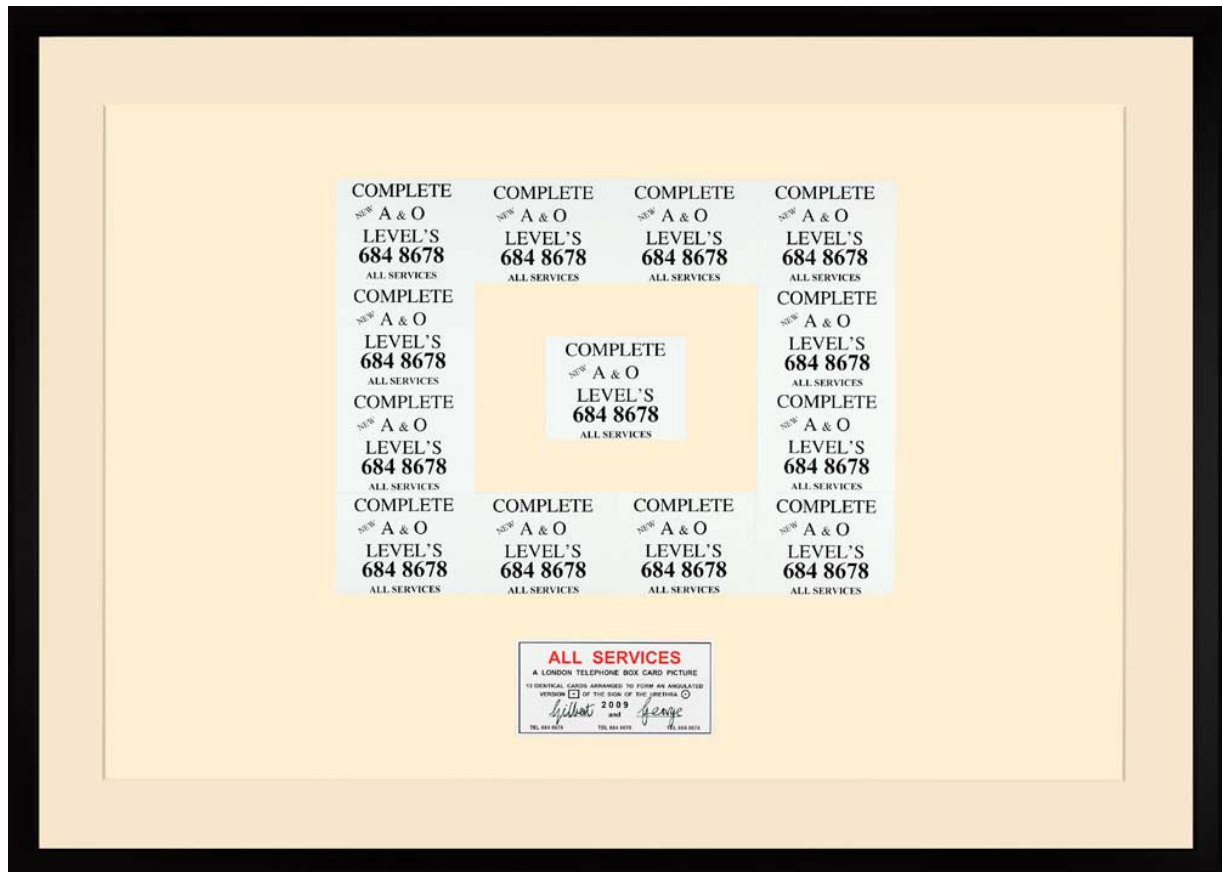 COMPLETE
NEW A & O
LEVEL'S
684 8678
ALL SERVICES
COMPLETE
NEW A & O
LEVEL'S
684 8678
ALL SERVICES
COMPLETE
NEW A & O
LEVEL'S
684 8678
ALL SERVICES
COMPLETE
NEW A & O
LEVEL'S
684 8678
ALL SERVICES
COMPLETE
NEW A & O
LEVEL'S
684 8678
ALL SERVICES
COMPLETE
NEW A & O
LEVEL'S
684 8678
ALL SERVICES
COMPLETE
NEW A & O
LEVEL'S
684 8678
ALL SERVICES
COMPLETE
NEW A & O
LEVEL'S
684 8678
ALL SERVICES
COMPLETE
NEW A & O
LEVEL'S
684 8678
ALL SERVICES
COMPLETE
NEW A & O
LEVEL'S
684 8678
ALL SERVICES
COMPLETE
NEW A & O
LEVEL'S
684 8678
ALL SERVICES
COMPLETE
NEW A & O
LEVEL'S
684 8678
ALL SERVICES
COMPLETE
NEW A & O
LEVEL'S
684 8678
ALL SERVICES
ALL SERVICES
A LONDON TELEPHONE BOX CARD PICTURE
13 IDENTICAL CARDS ARRANGED TO FORM AN ANGULATED
VERSION OF THE SIGN OF THE URETHRA
Gilbert 2009 and George
TEL 684 8678 TEL 684 8678 TEL 684 8678